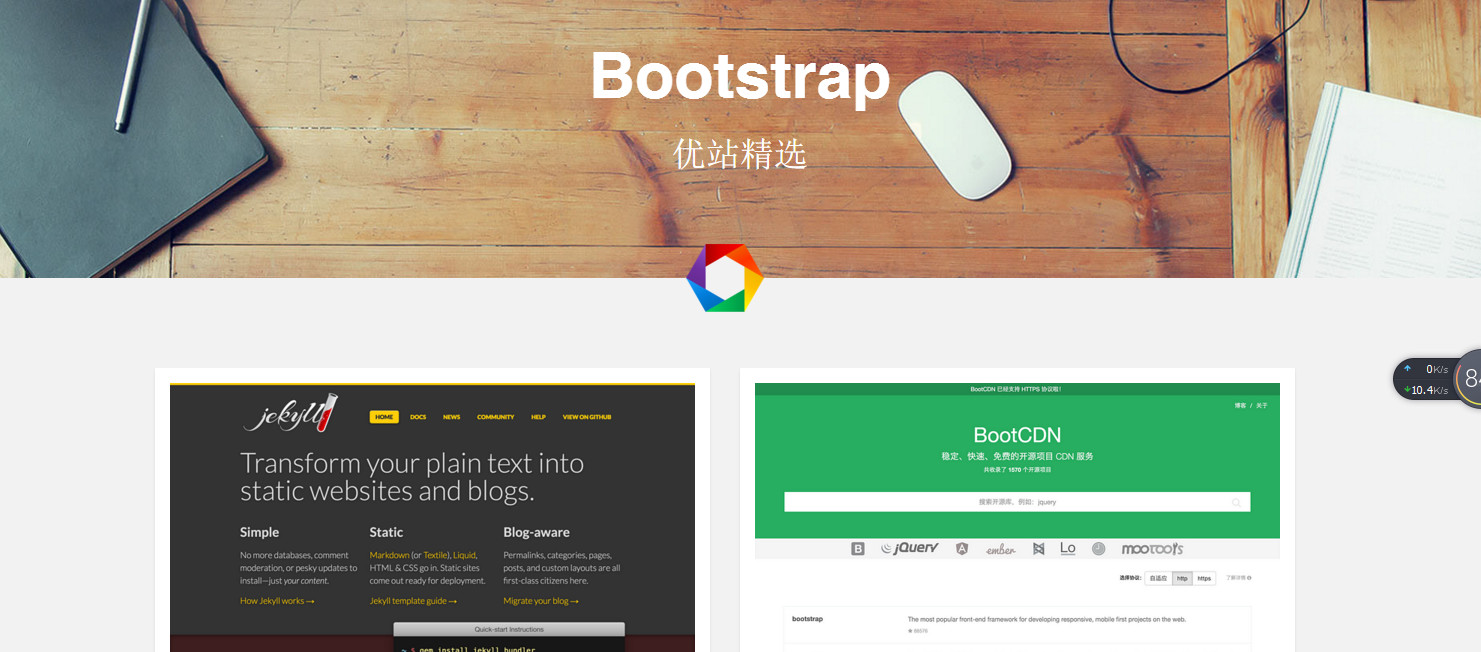 Bootstrap
优站精选
jekyll
HOME DOCS NEWS COMMUNITY HELP VIEW ON GITHUB
Transform your plain text into
static websites and blogs.
Simple
No more databases, comment
moderation, or pesky updates to
install—just your content.
How Jekyll works →
Static
Markdown (or Textile), Liquid,
HTML & CSS go in. Static sites
come out ready for deployment.
Jekyll template guide →
Blog-aware
Permalinks, categories, pages,
posts, and custom layouts are all
first-class citizens here.
Migrate your blog →
Quick-start Instructions
~ $ gem install jekyll bundler
BootCDN 已经支持 HTTPS 协议啦！
博客 / 关于
BootCDN
稳定、快速、免费的开源项目 CDN 服务
共收录了 1570 个开源项目
搜索开源库，例如：jquery
B jQuery A ember Lo mootools
选择协议： 自适应 http https 了解详情
bootstrap
The most popular front-end framework for developing responsive, mobile first projects on the web.
0K/s
10.4K/s